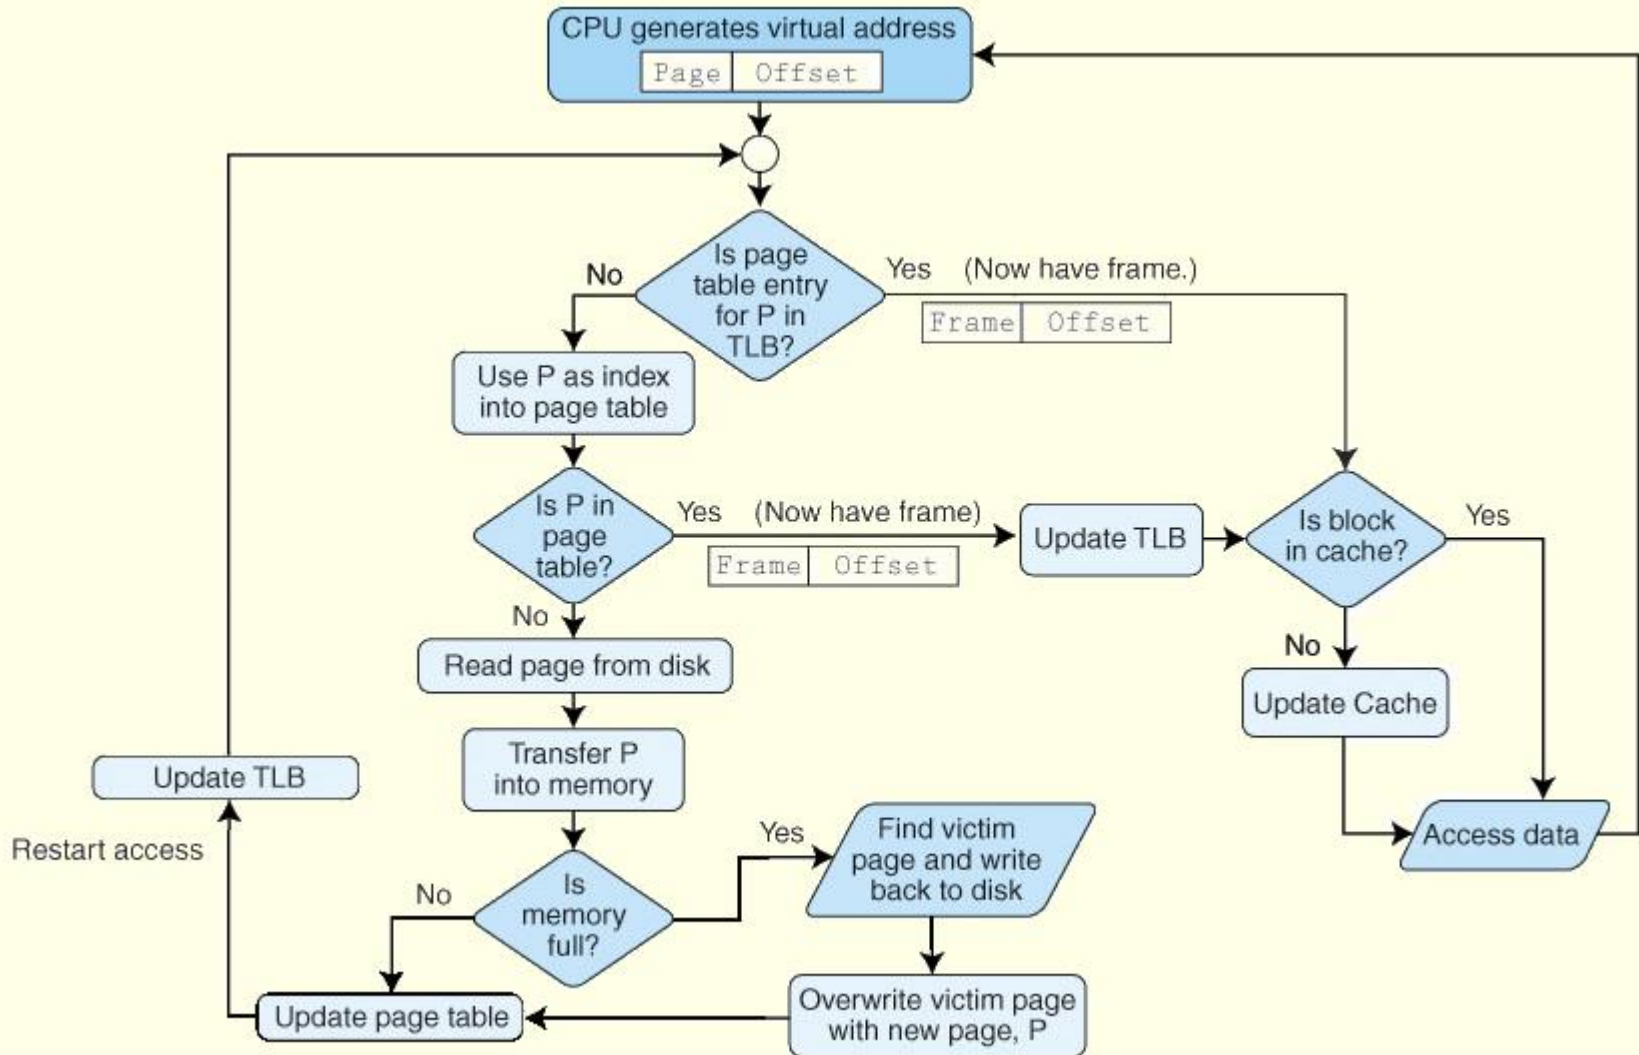 CPU generates virtual address
Page Offset
No
Is page
table entry
for P in
TLB?
Yes (Now have frame.)
Frame Offset
Use P as index
into page table
Is P in
page
table?
Yes (Now have frame)
Frame Offset
Update TLB
Is block
in cache?
Yes
No
Read page from disk
No
Update Cache
Transfer P
into memory
Update TLB
Restart access
Is
memory
full?
No
Yes
Find victim
page and write
back to disk
Access data
Update page table
Overwrite victim page
with new page, P